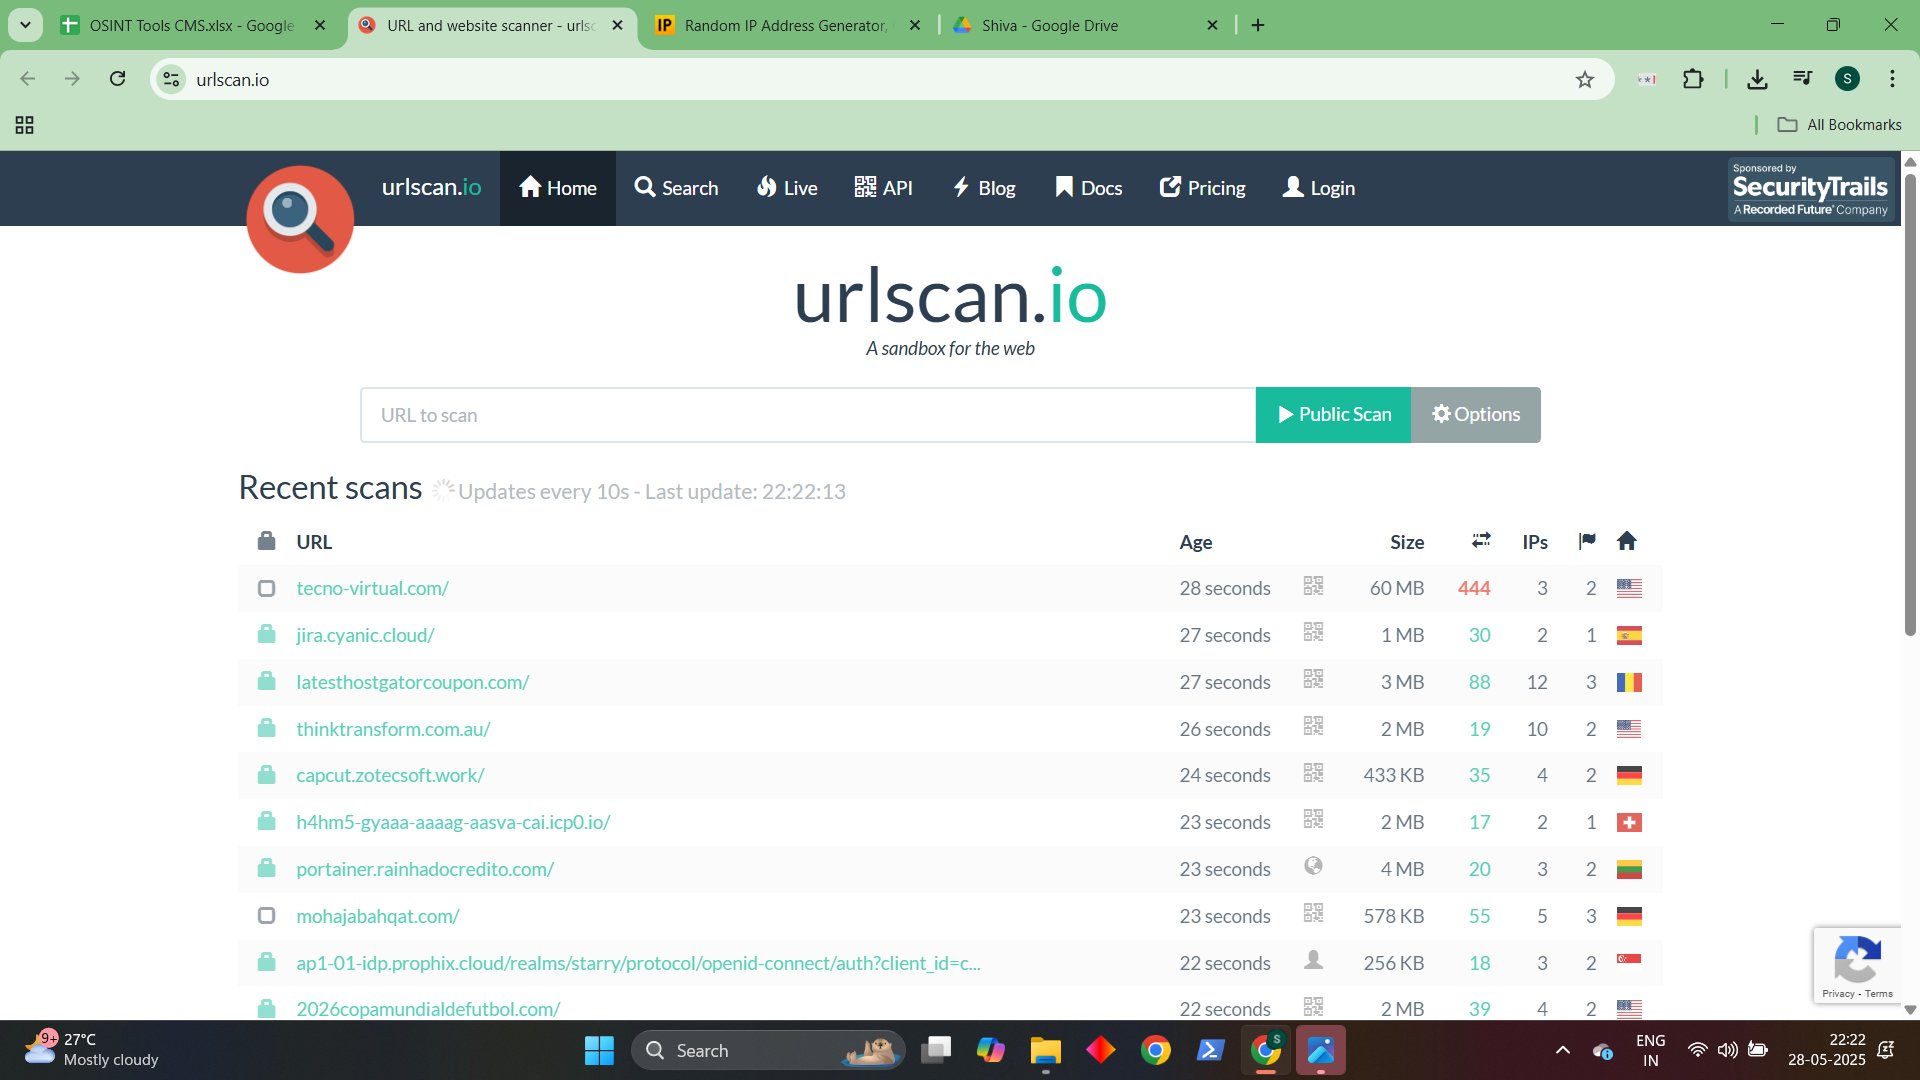 OSINT Tools CMS.xlsx - Google
URL and website scanner - urlsc
IP Random IP Address Generator,
Shiva - Google Drive
urlscan.io
S
All Bookmarks
urlscan.io
Home
Search
Live
API
Blog
Docs
Pricing
Login
Sponsored by
SecurityTrails
A Recorded Future® Company
urlscan.io
A sandbox for the web
URL to scan
Public Scan
Options
Recent scans Updates every 10s - Last update: 22:22:13
URL Age Size IPs
tecno-virtual.com/ 28 seconds 60 MB 444 3 2
jira.cyanic.cloud/ 27 seconds 1 MB 30 2 1
latesthostgatorcoupon.com/ 27 seconds 3 MB 88 12 3
thinktransform.com.au/ 26 seconds 2 MB 19 10 2
capcut.zotecsoft.work/ 24 seconds 433 KB 35 4 2
h4hm5-gyaaa-aaaag-aasva-cai.icp0.io/ 23 seconds 2 MB 17 2 1
portainer.rainhadocredito.com/ 23 seconds 4 MB 20 3 2
mohajabahqat.com/ 23 seconds 578 KB 55 5 3
ap1-01-idp.prophix.cloud/realms/starry/protocol/openid-connect/auth?client_id=c... 22 seconds 256 KB 18 3 2
2026copamundialdefutbol.com/ 22 seconds 2 MB 39 4 2
Privacy - Terms
9+
27°C
Mostly cloudy
Search
S
ENG
IN
22:22
28-05-2025